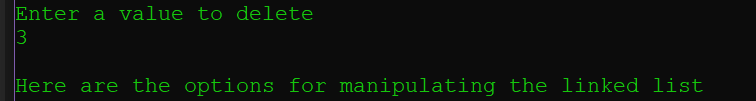 Enter a value to delete
3
Here are the options for manipulating the linked list